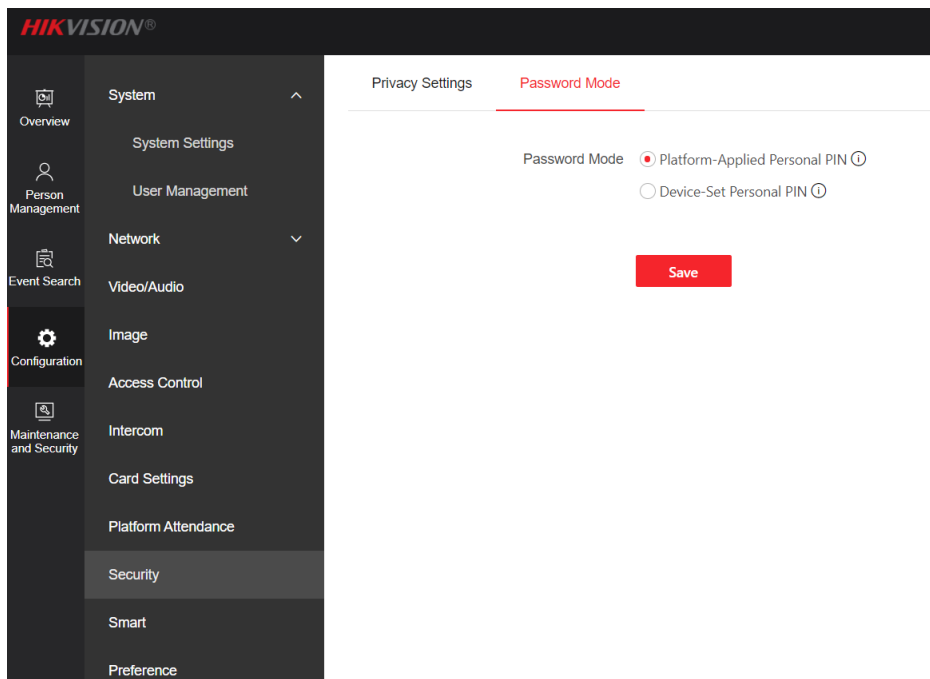 HIKVISION®
Overview
Person
Management
Event Search
Configuration
Maintenance
and Security
System
System Settings
User Management
Network
Video/Audio
Image
Access Control
Intercom
Card Settings
Platform Attendance
Security
Smart
Preference
Privacy Settings
Password Mode
Password Mode
Platform-Applied Personal PIN
Device-Set Personal PIN
Save